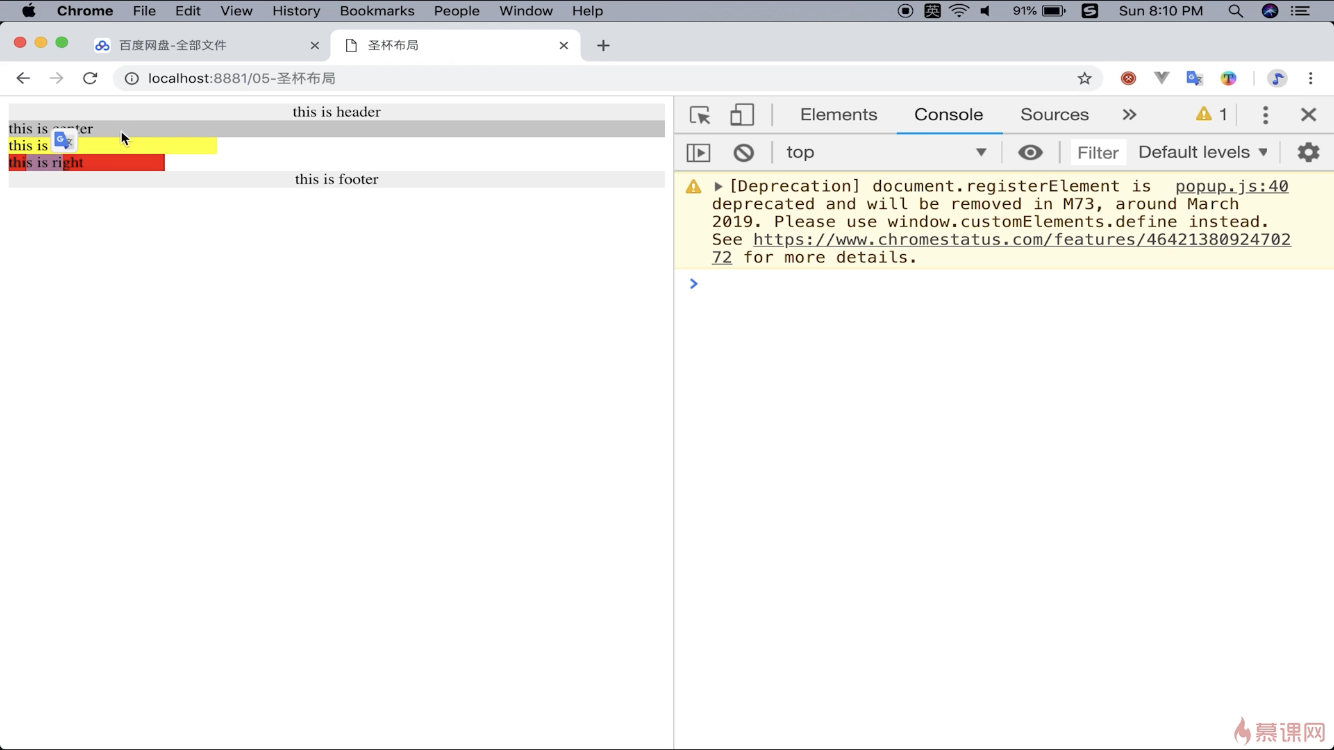 Chrome File Edit View History Bookmarks People Window Help 英 91% S Sun 8:10 PM
百度网盘-全部文件 圣杯布局
localhost:8881/05-圣杯布局
this is header
this is center
this is
this is right
this is footer
Elements Console Sources 1
top Filter Default levels
[Deprecation] document.registerElement is popup.js:40
deprecated and will be removed in M73, around March
2019. Please use window.customElements.define instead.
See https://www.chromestatus.com/features/46421380924702
72 for more details.
慕课网